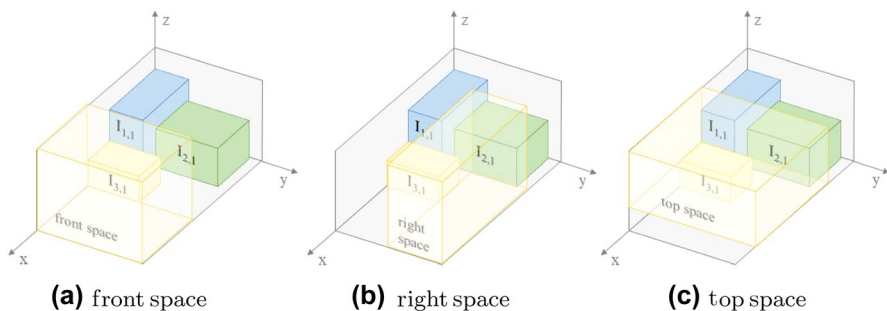 z
I1,1
I2,1
I3,1
front space
x
y
(a) front space
z
I1,1
I2,1
I3,1
right
space
x
y
(b) right space
z
I1,1
I2,1
I3,1
top space
x
y
(c) top space